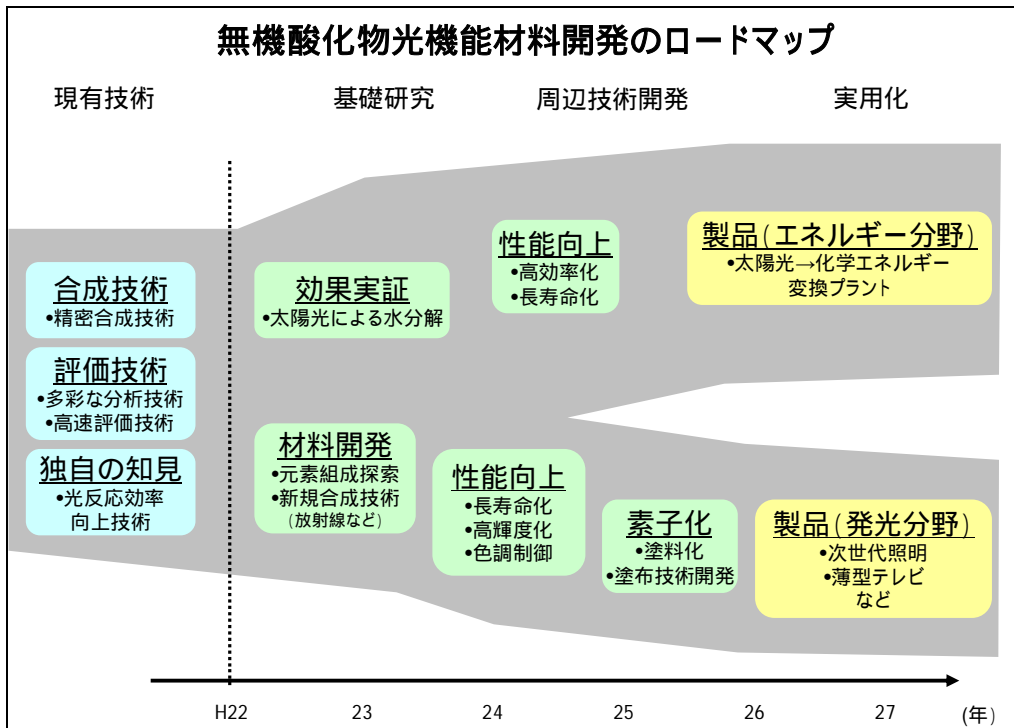 無機酸化物光機能材料開発のロードマップ
現有技術
基礎研究
周辺技術開発
実用化
合成技術
•精密合成技術
評価技術
•多彩な分析技術
•高速評価技術
独自の知見
•光反応効率
向上技術
効果実証
•太陽光による水分解
性能向上
•高効率化
•長寿命化
製品(エネルギー分野)
•太陽光→化学エネルギー
変換プラント
材料開発
•元素組成探索
•新規合成技術
(放射線など)
性能向上
•長寿命化
•高輝度化
•色調制御
素子化
•塗料化
•塗布技術開発
製品(発光分野)
•次世代照明
•薄型テレビ
など
H22 23 24 25 26 27 (年)